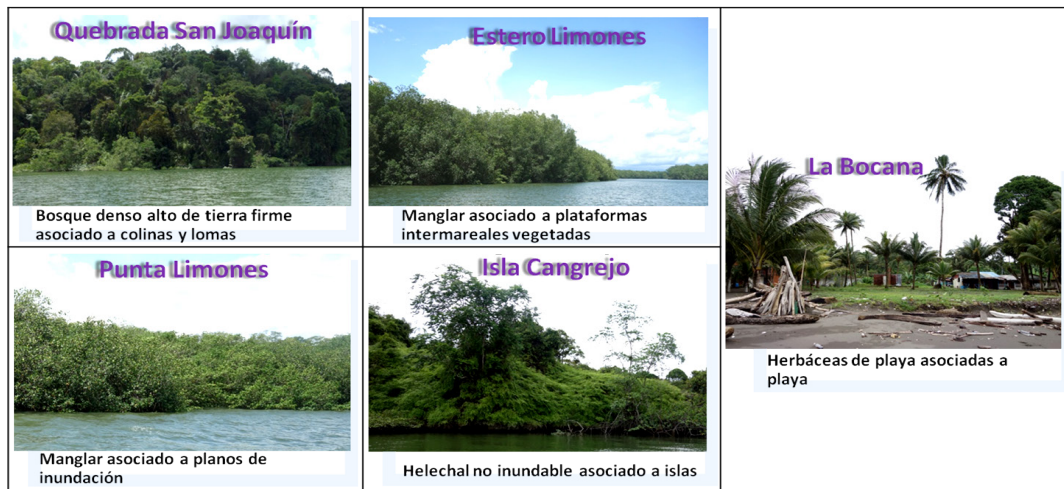 Quebrada San Joaquín
Bosque denso alto de tierra firme
asociado a colinas y lomas
Estero Limones
Manglar asociado a plataformas
intermareales vegetadas
La Bocana
Herbáceas de playa asociadas a
playa
Punta Limones
Manglar asociado a planos de
inundación
Isla Cangrejo
Helechal no inundable asociado a islas